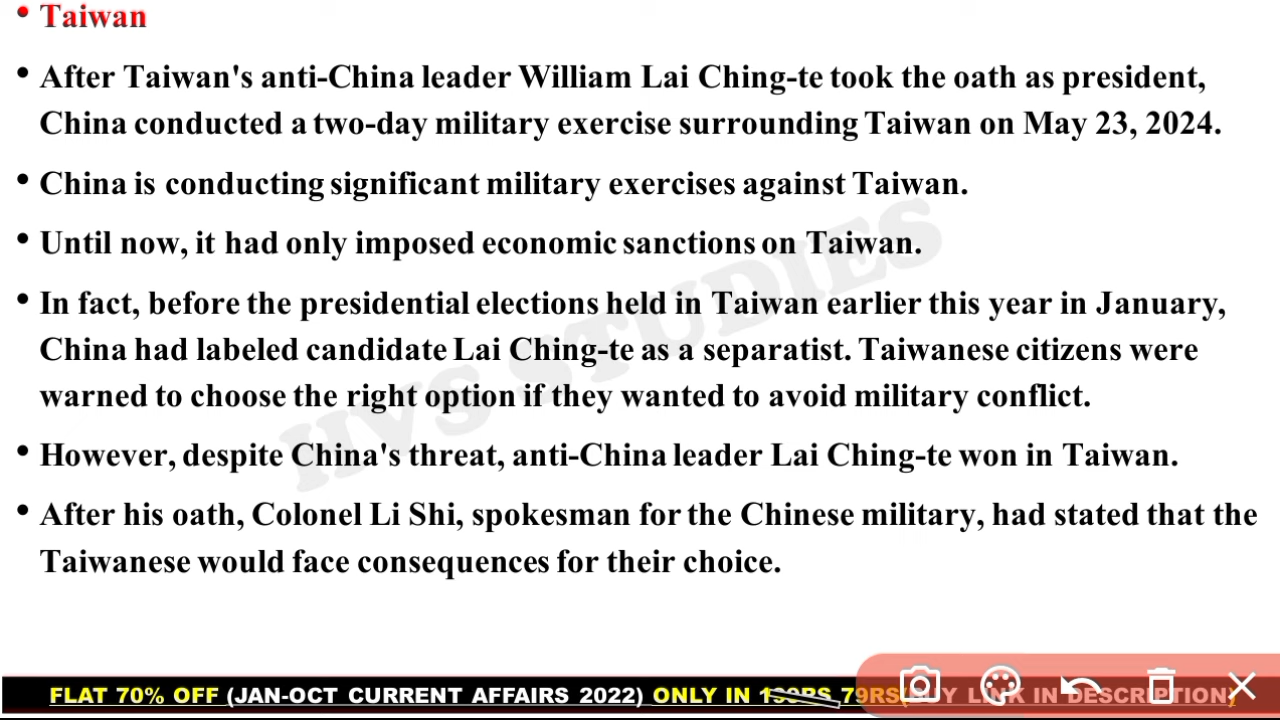 • Taiwan
• After Taiwan's anti-China leader William Lai Ching-te took the oath as president,
China conducted a two-day military exercise surrounding Taiwan on May 23, 2024.
• China is conducting significant military exercises against Taiwan.
• Until now, it had only imposed economic sanctions on Taiwan.
• In fact, before the presidential elections held in Taiwan earlier this year in January,
China had labeled candidate Lai Ching-te as a separatist. Taiwanese citizens were
warned to choose the right option if they wanted to avoid military conflict.
• However, despite China's threat, anti-China leader Lai Ching-te won in Taiwan.
• After his oath, Colonel Li Shi, spokesman for the Chinese military, had stated that the
Taiwanese would face consequences for their choice.
HVS STUDIES
FLAT 70% OFF (JAN-OCT CURRENT AFFAIRS 2022) ONLY IN 79RS LINK IN DESCRIPTION)